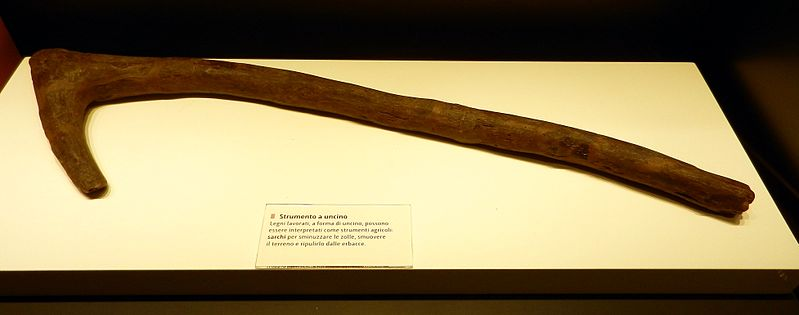 Strumento a uncino
Legni lavorati, a forma di uncino, possono
essere interpretati come strumenti agricoli:
sarchi per sminuzzare le zolle, smuovere
il terreno e ripulirlo dalle erbacce.